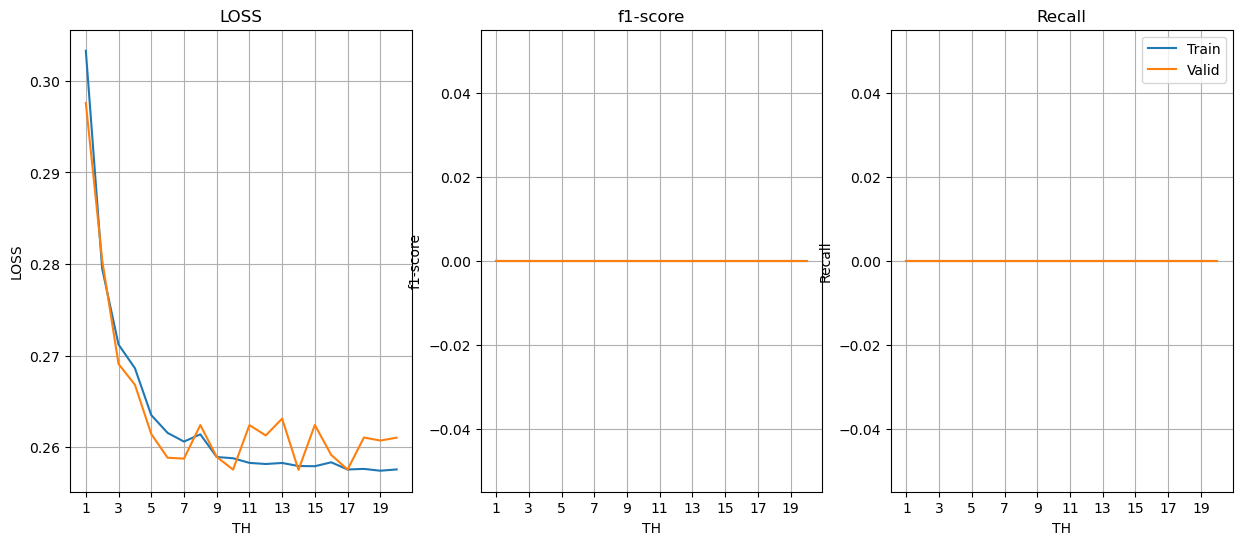 LOSS
LOSS
0.30
0.29
0.28
0.27
0.26
1 3 5 7 9 11 13 15 17 19
TH
f1-score
f1-score
0.04
0.02
0.00
−0.02
−0.04
1 3 5 7 9 11 13 15 17 19
TH
Recall
Recall
Train
Valid
0.04
0.02
0.00
−0.02
−0.04
1 3 5 7 9 11 13 15 17 19
TH